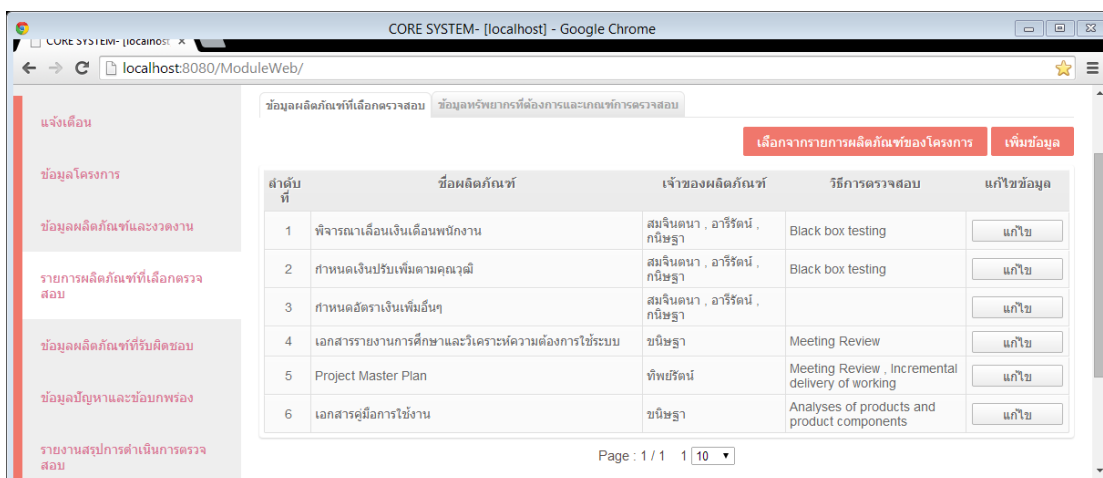 CORE SYSTEM- [localhost] - Google Chrome
CORE SYSTEM- [localhost
localhost:8080/ModuleWeb/
แจ้งเตือน
ข้อมูลโครงการ
ข้อมูลผลิตภัณฑ์และงวดงาน
รายการผลิตภัณฑ์ที่เลือกตรวจ
สอบ
ข้อมูลผลิตภัณฑ์ที่รับผิดชอบ
ข้อมูลปัญหาและข้อบกพร่อง
รายงานสรุปการดำเนินการตรวจ
สอบ
ข้อมูลผลิตภัณฑ์ที่เลือกตรวจสอบ ข้อมูลทรัพยากรที่ต้องการและเกณฑ์การตรวจสอบ
เลือกจากรายการผลิตภัณฑ์ของโครงการ เพิ่มข้อมูล
ลำดับ ชื่อผลิตภัณฑ์ เจ้าของผลิตภัณฑ์ วิธีการตรวจสอบ แก้ไขข้อมูล
ที่
1 พิจารณาเลื่อนเงินเดือนพนักงาน สมจินตนา , อารีรัตน์ , Black box testing แก้ไข
กนิษฐา
2 กำหนดเงินปรับเพิ่มตามคุณวุฒิ สมจินตนา , อารีรัตน์ , Black box testing แก้ไข
กนิษฐา
3 กำหนดอัตราเงินเพิ่มอื่นๆ สมจินตนา , อารีรัตน์ , แก้ไข
กนิษฐา
4 เอกสารรายงานการศึกษาและวิเคราะห์ความต้องการใช้ระบบ ขนิษฐา Meeting Review แก้ไข
5 Project Master Plan ทิพย์รัตน์ Meeting Review , Incremental แก้ไข
delivery of working
6 เอกสารคู่มือการใช้งาน ขนิษฐา Analyses of products and แก้ไข
product components
Page : 1 / 1 1 10